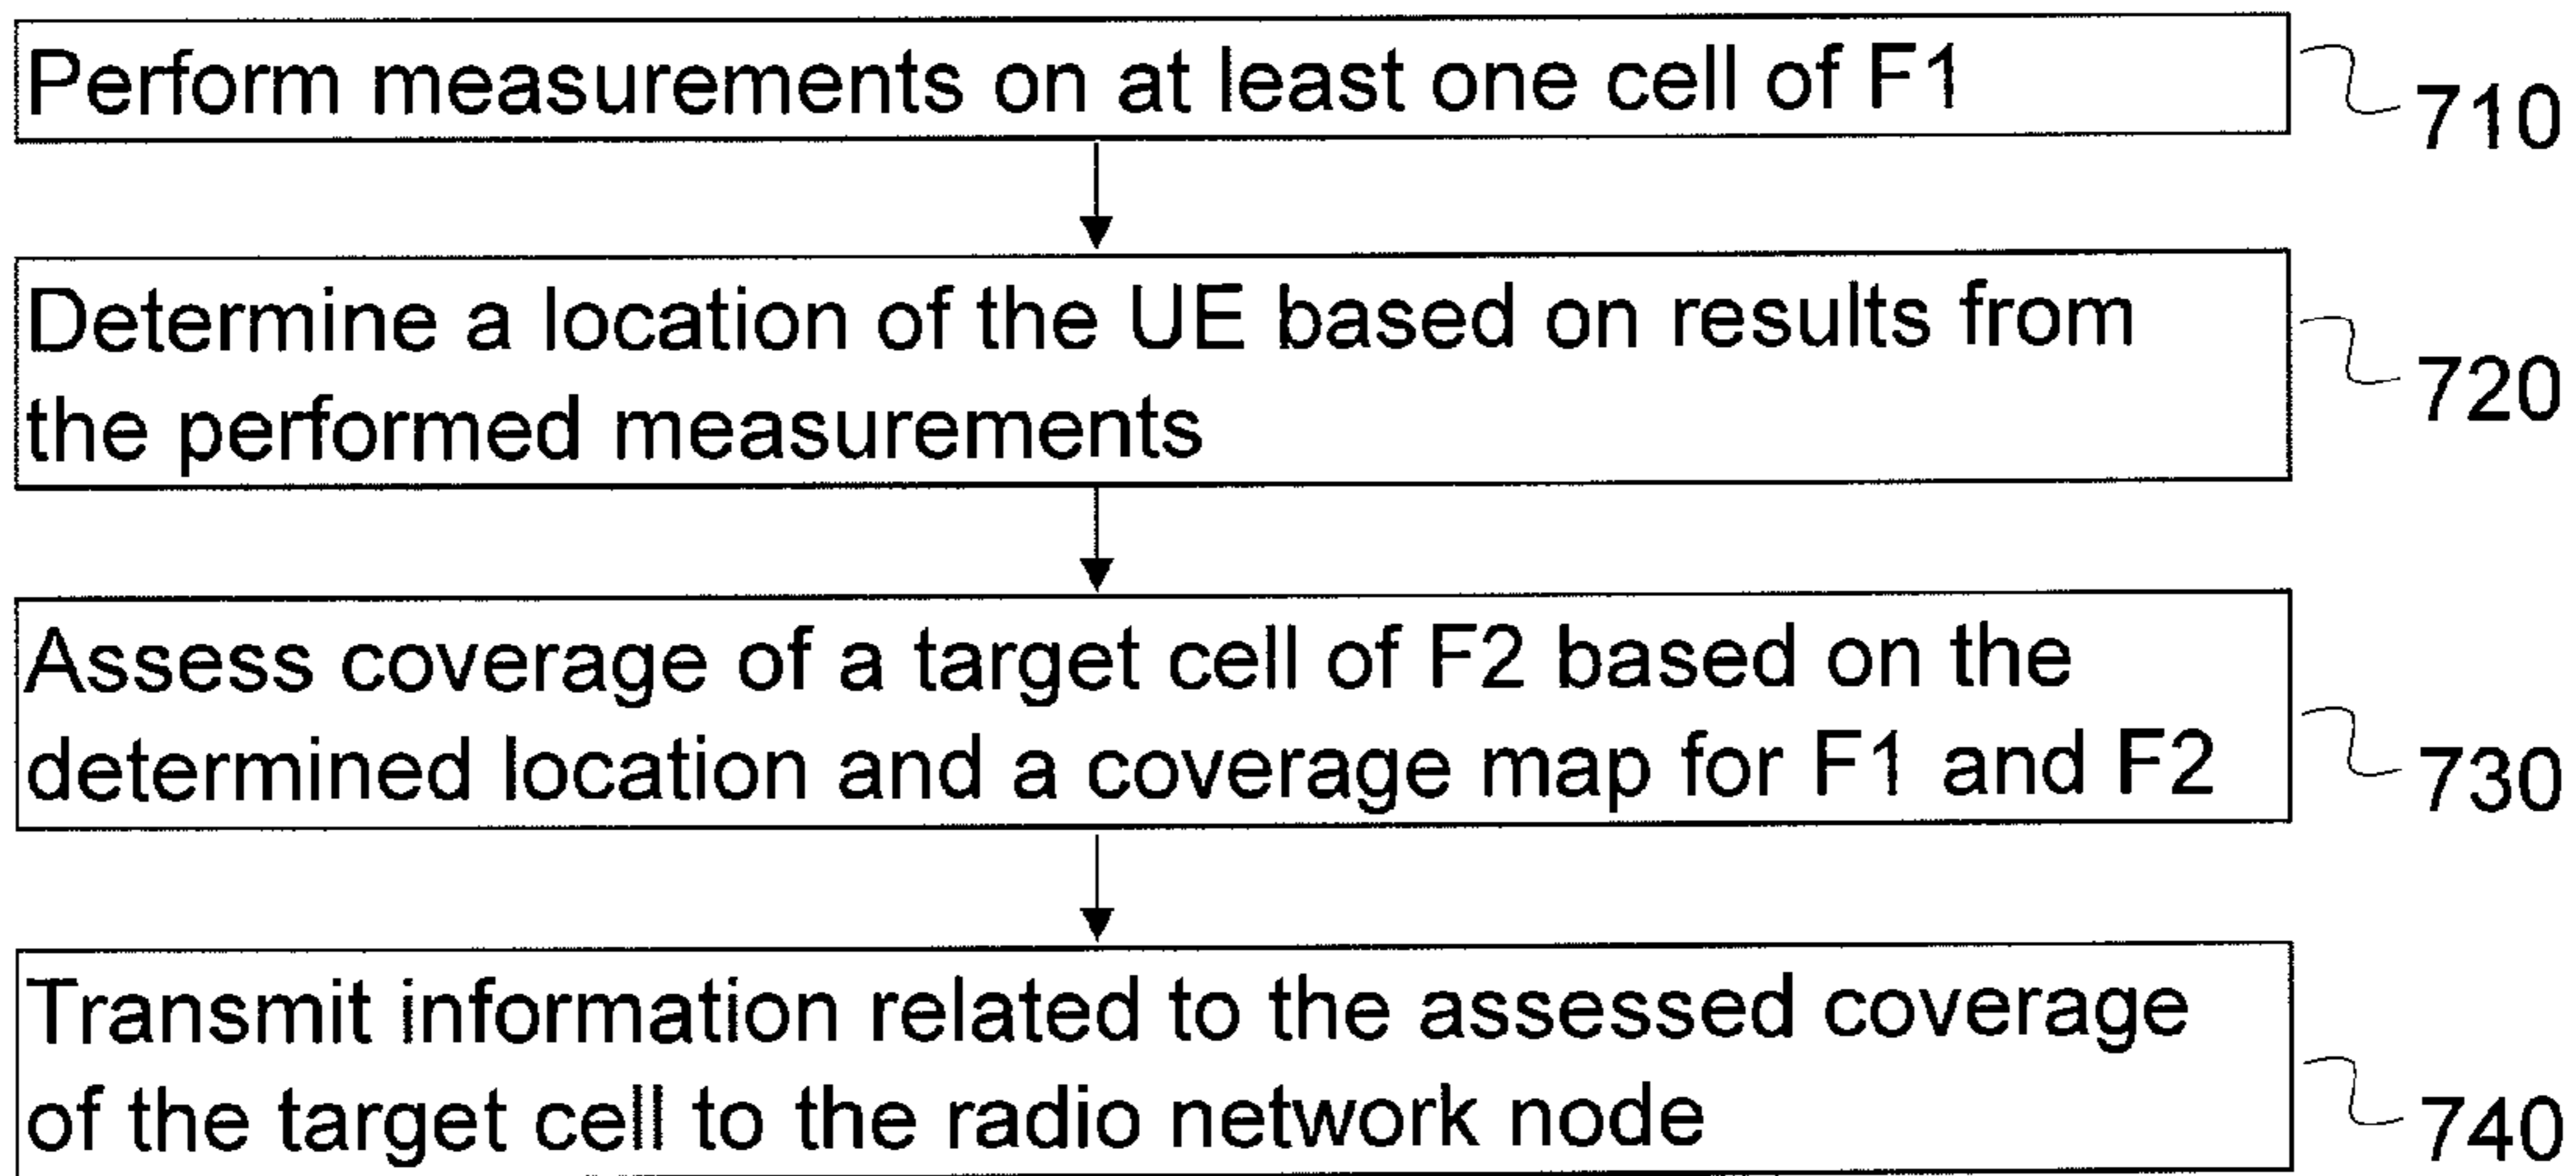 Perform measurements on at least one cell of F1
710
Determine a location of the UE based on results from
the performed measurements
720
Assess coverage of a target cell of F2 based on the
determined location and a coverage map for F1 and F2
730
Transmit information related to the assessed coverage
of the target cell to the radio network node
740